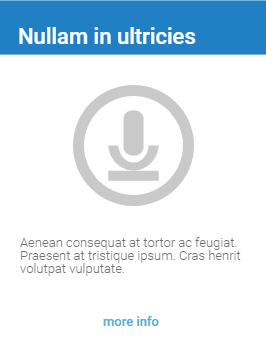 Nullam in ultricies
Aenean consequat at tortor ac feugiat.
Praesent at tristique ipsum. Cras henrit
volutpat vulputate.
more info